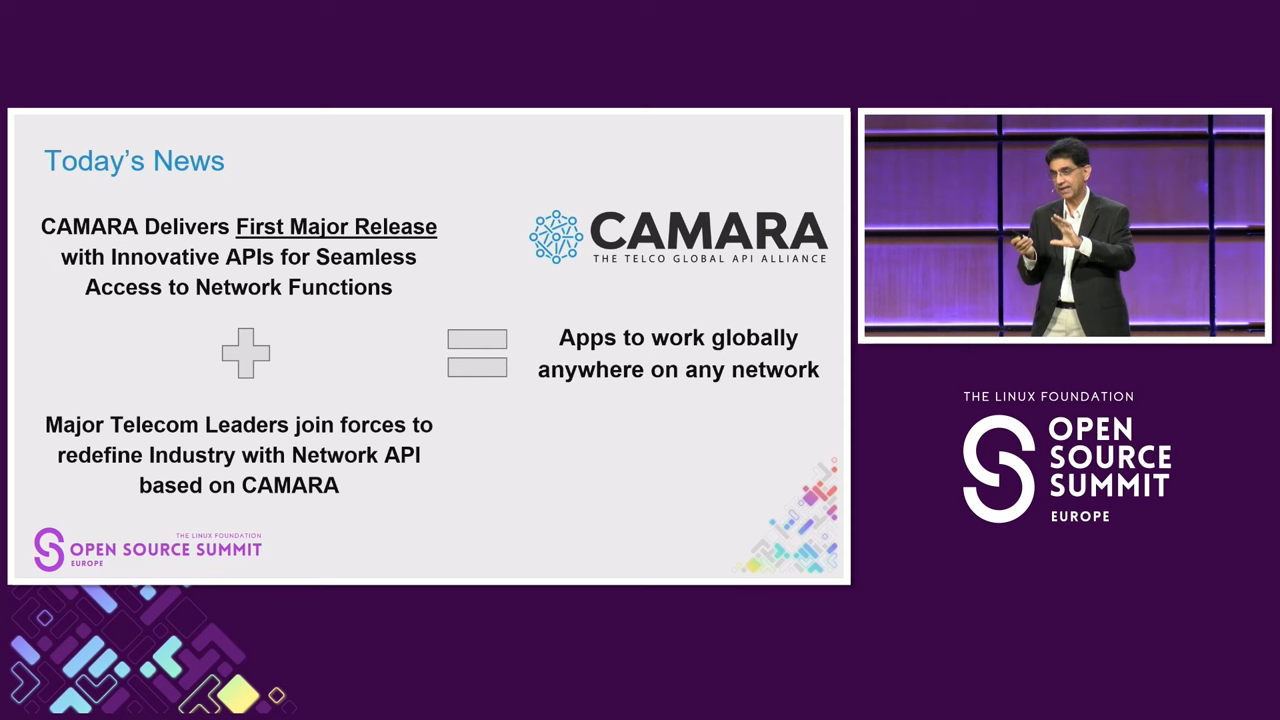 Today's News
CAMARA Delivers First Major Release
with Innovative APIs for Seamless
Access to Network Functions
CAMARA
THE TELCO GLOBAL API ALLIANCE
Apps to work globally
anywhere on any network
Major Telecom Leaders join forces to
redefine Industry with Network API
based on CAMARA
THE LINUX FOUNDATION
OPEN SOURCE SUMMIT
EUROPE
THE LINUX FOUNDATION
OPEN
SOURCE
SUMMIT
EUROPE